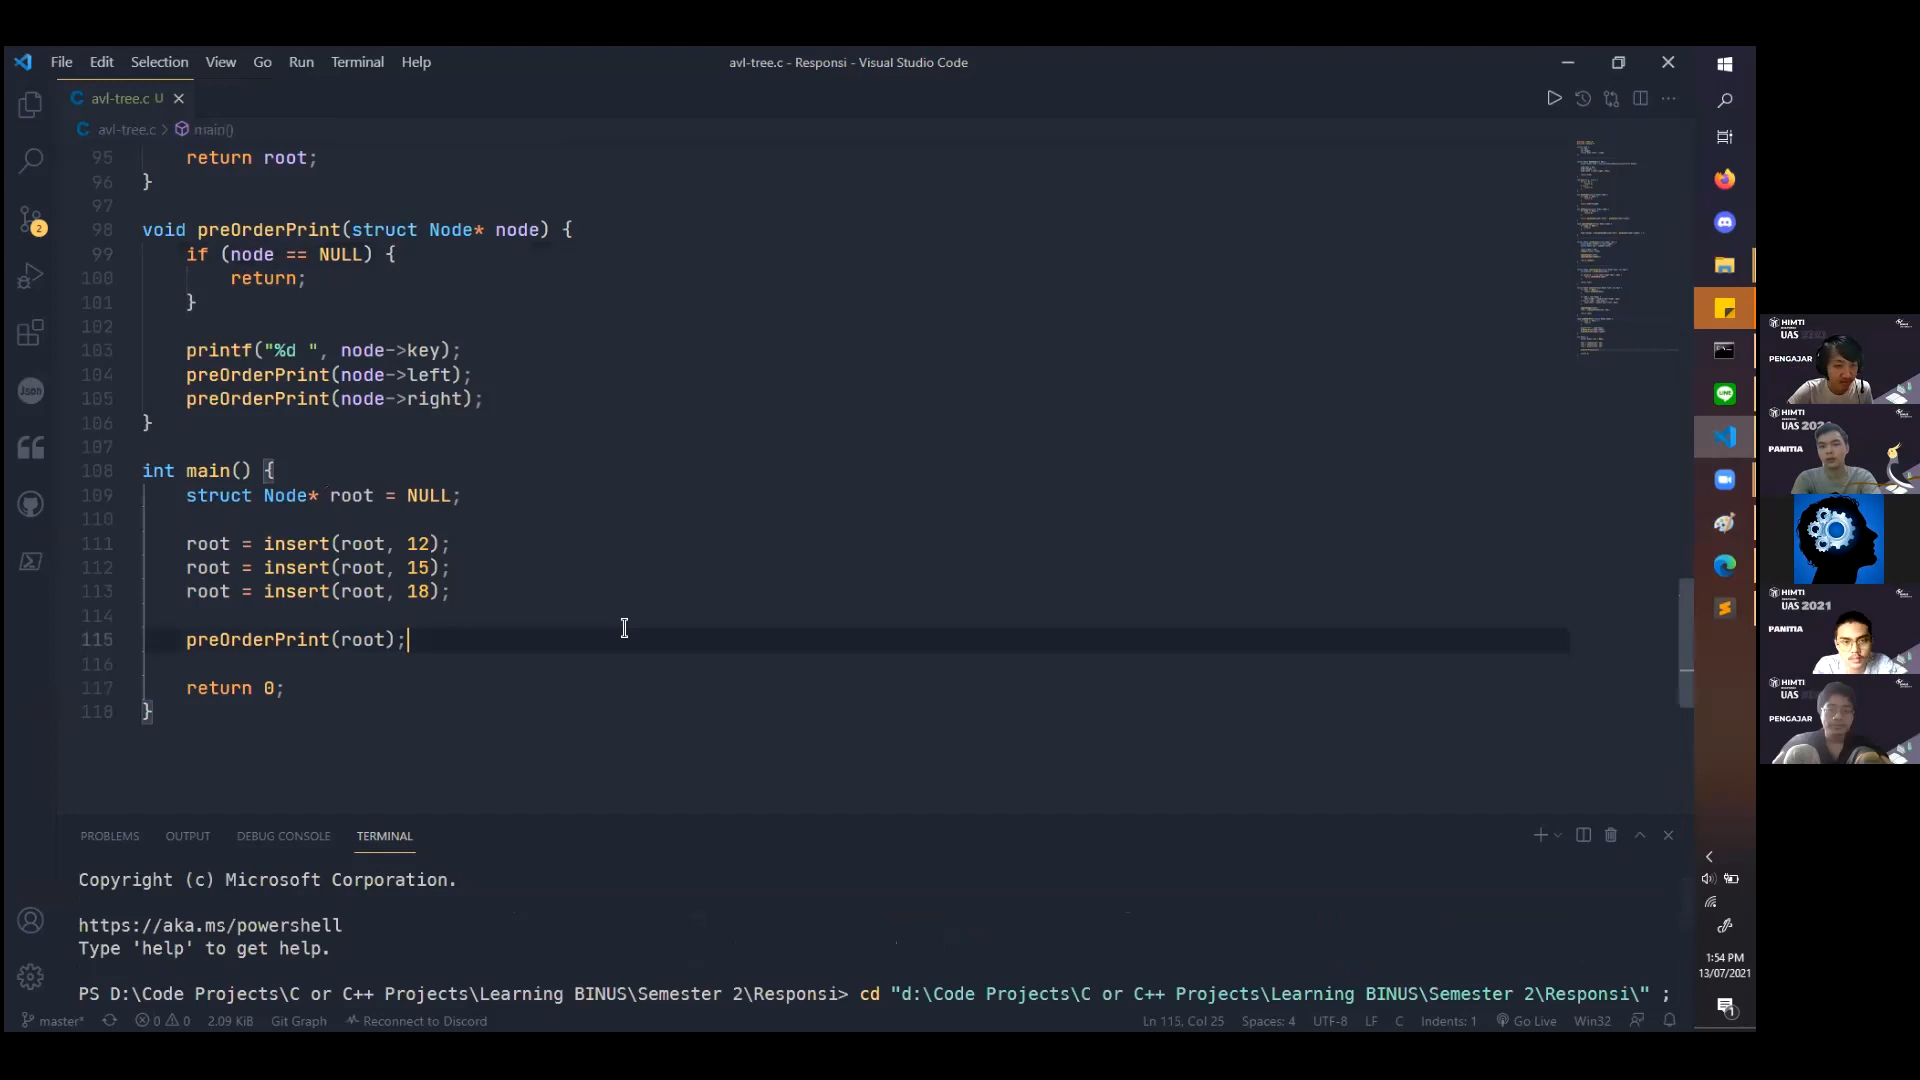 File Edit Selection View Go Run Terminal Help
avl-tree.c - Responsi - Visual Studio Code
avl-tree.c U
avl-tree.c > main()
95 return root;
96 }
97
98 void preOrderPrint(struct Node* node) {
99 if (node == NULL) {
100 return;
101 }
102
103 printf("%d ", node->key);
104 preOrderPrint(node->left);
105 preOrderPrint(node->right);
106 }
107
108 int main() {
109 struct Node* root = NULL;
110
111 root = insert(root, 12);
112 root = insert(root, 15);
113 root = insert(root, 18);
114
115 preOrderPrint(root);
116
117 return 0;
118 }
2
Json
PROBLEMS OUTPUT DEBUG CONSOLE TERMINAL
Copyright (c) Microsoft Corporation.
https://aka.ms/powershell
Type 'help' to get help.
PS D:\Code Projects\C or C++ Projects\Learning BINUS\Semester 2\Responsi> cd "d:\Code Projects\C or C++ Projects\Learning BINUS\Semester 2\Responsi\" ;
master* 0 0 2.09 KiB Git Graph Reconnect to Discord
Ln 115, Col 25 Spaces: 4 UTF-8 LF C Indents: 1 Go Live Win32
LINE
1:54 PM
13/07/2021
1
HIMTI
UAS
PENGAJAR
HIMTI
UAS 202
PANITIA
HIMTI
UAS 2021
PANITIA
HIMTI
UAS
PENGAJAR